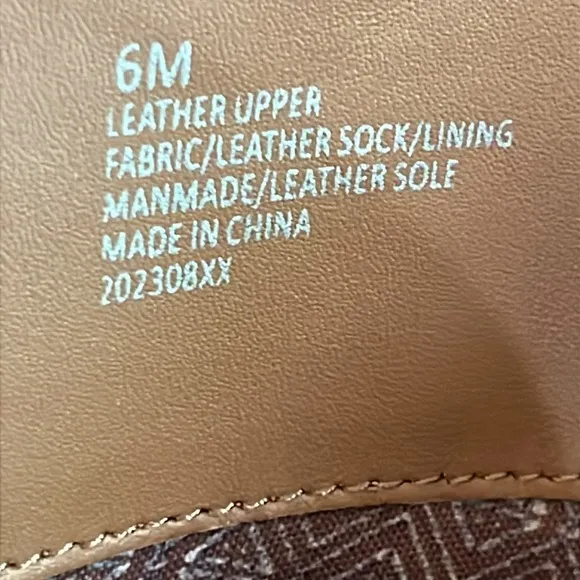 6M
LEATHER UPPER
FABRIC/LEATHER SOCK/LINING
MANMADE/LEATHER SOLE
MADE IN CHINA
202308XX